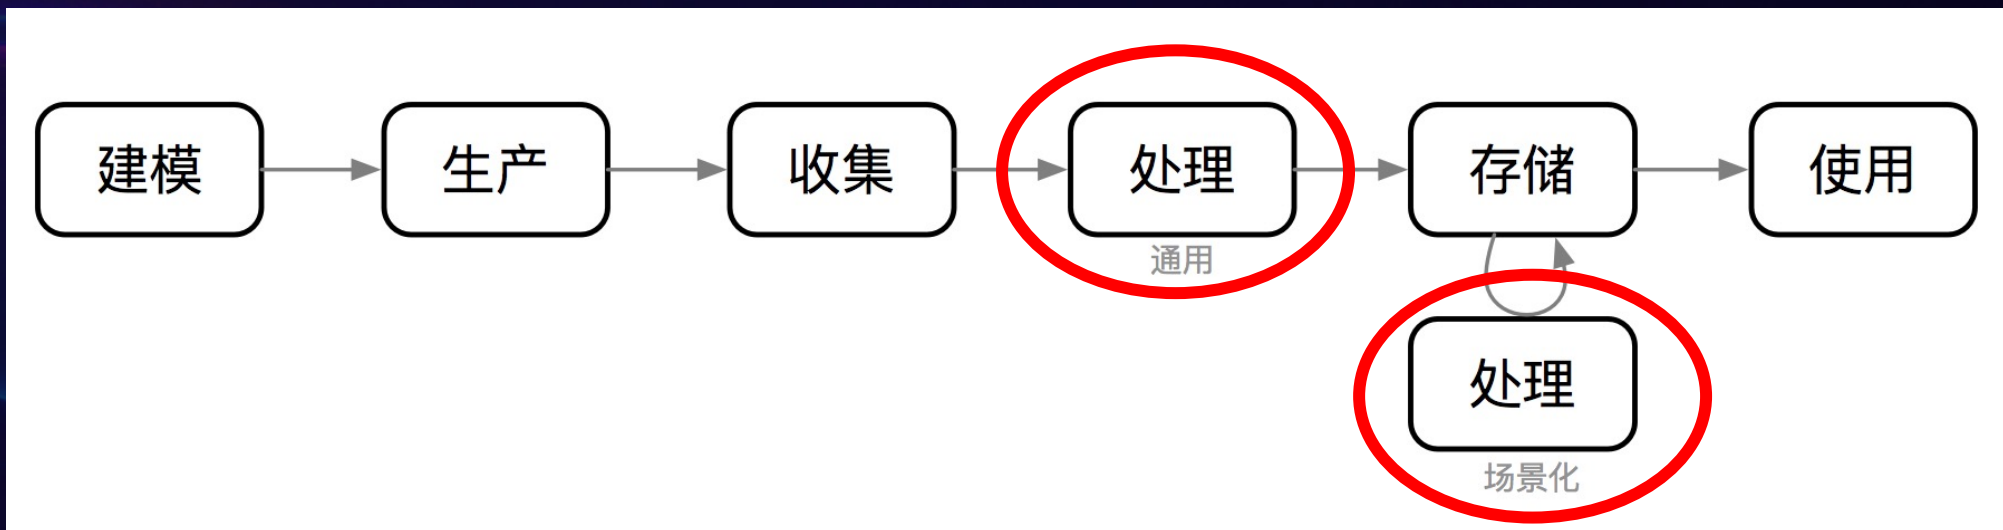 建模
生产
收集
处理
存储
使用
通用
处理
场景化